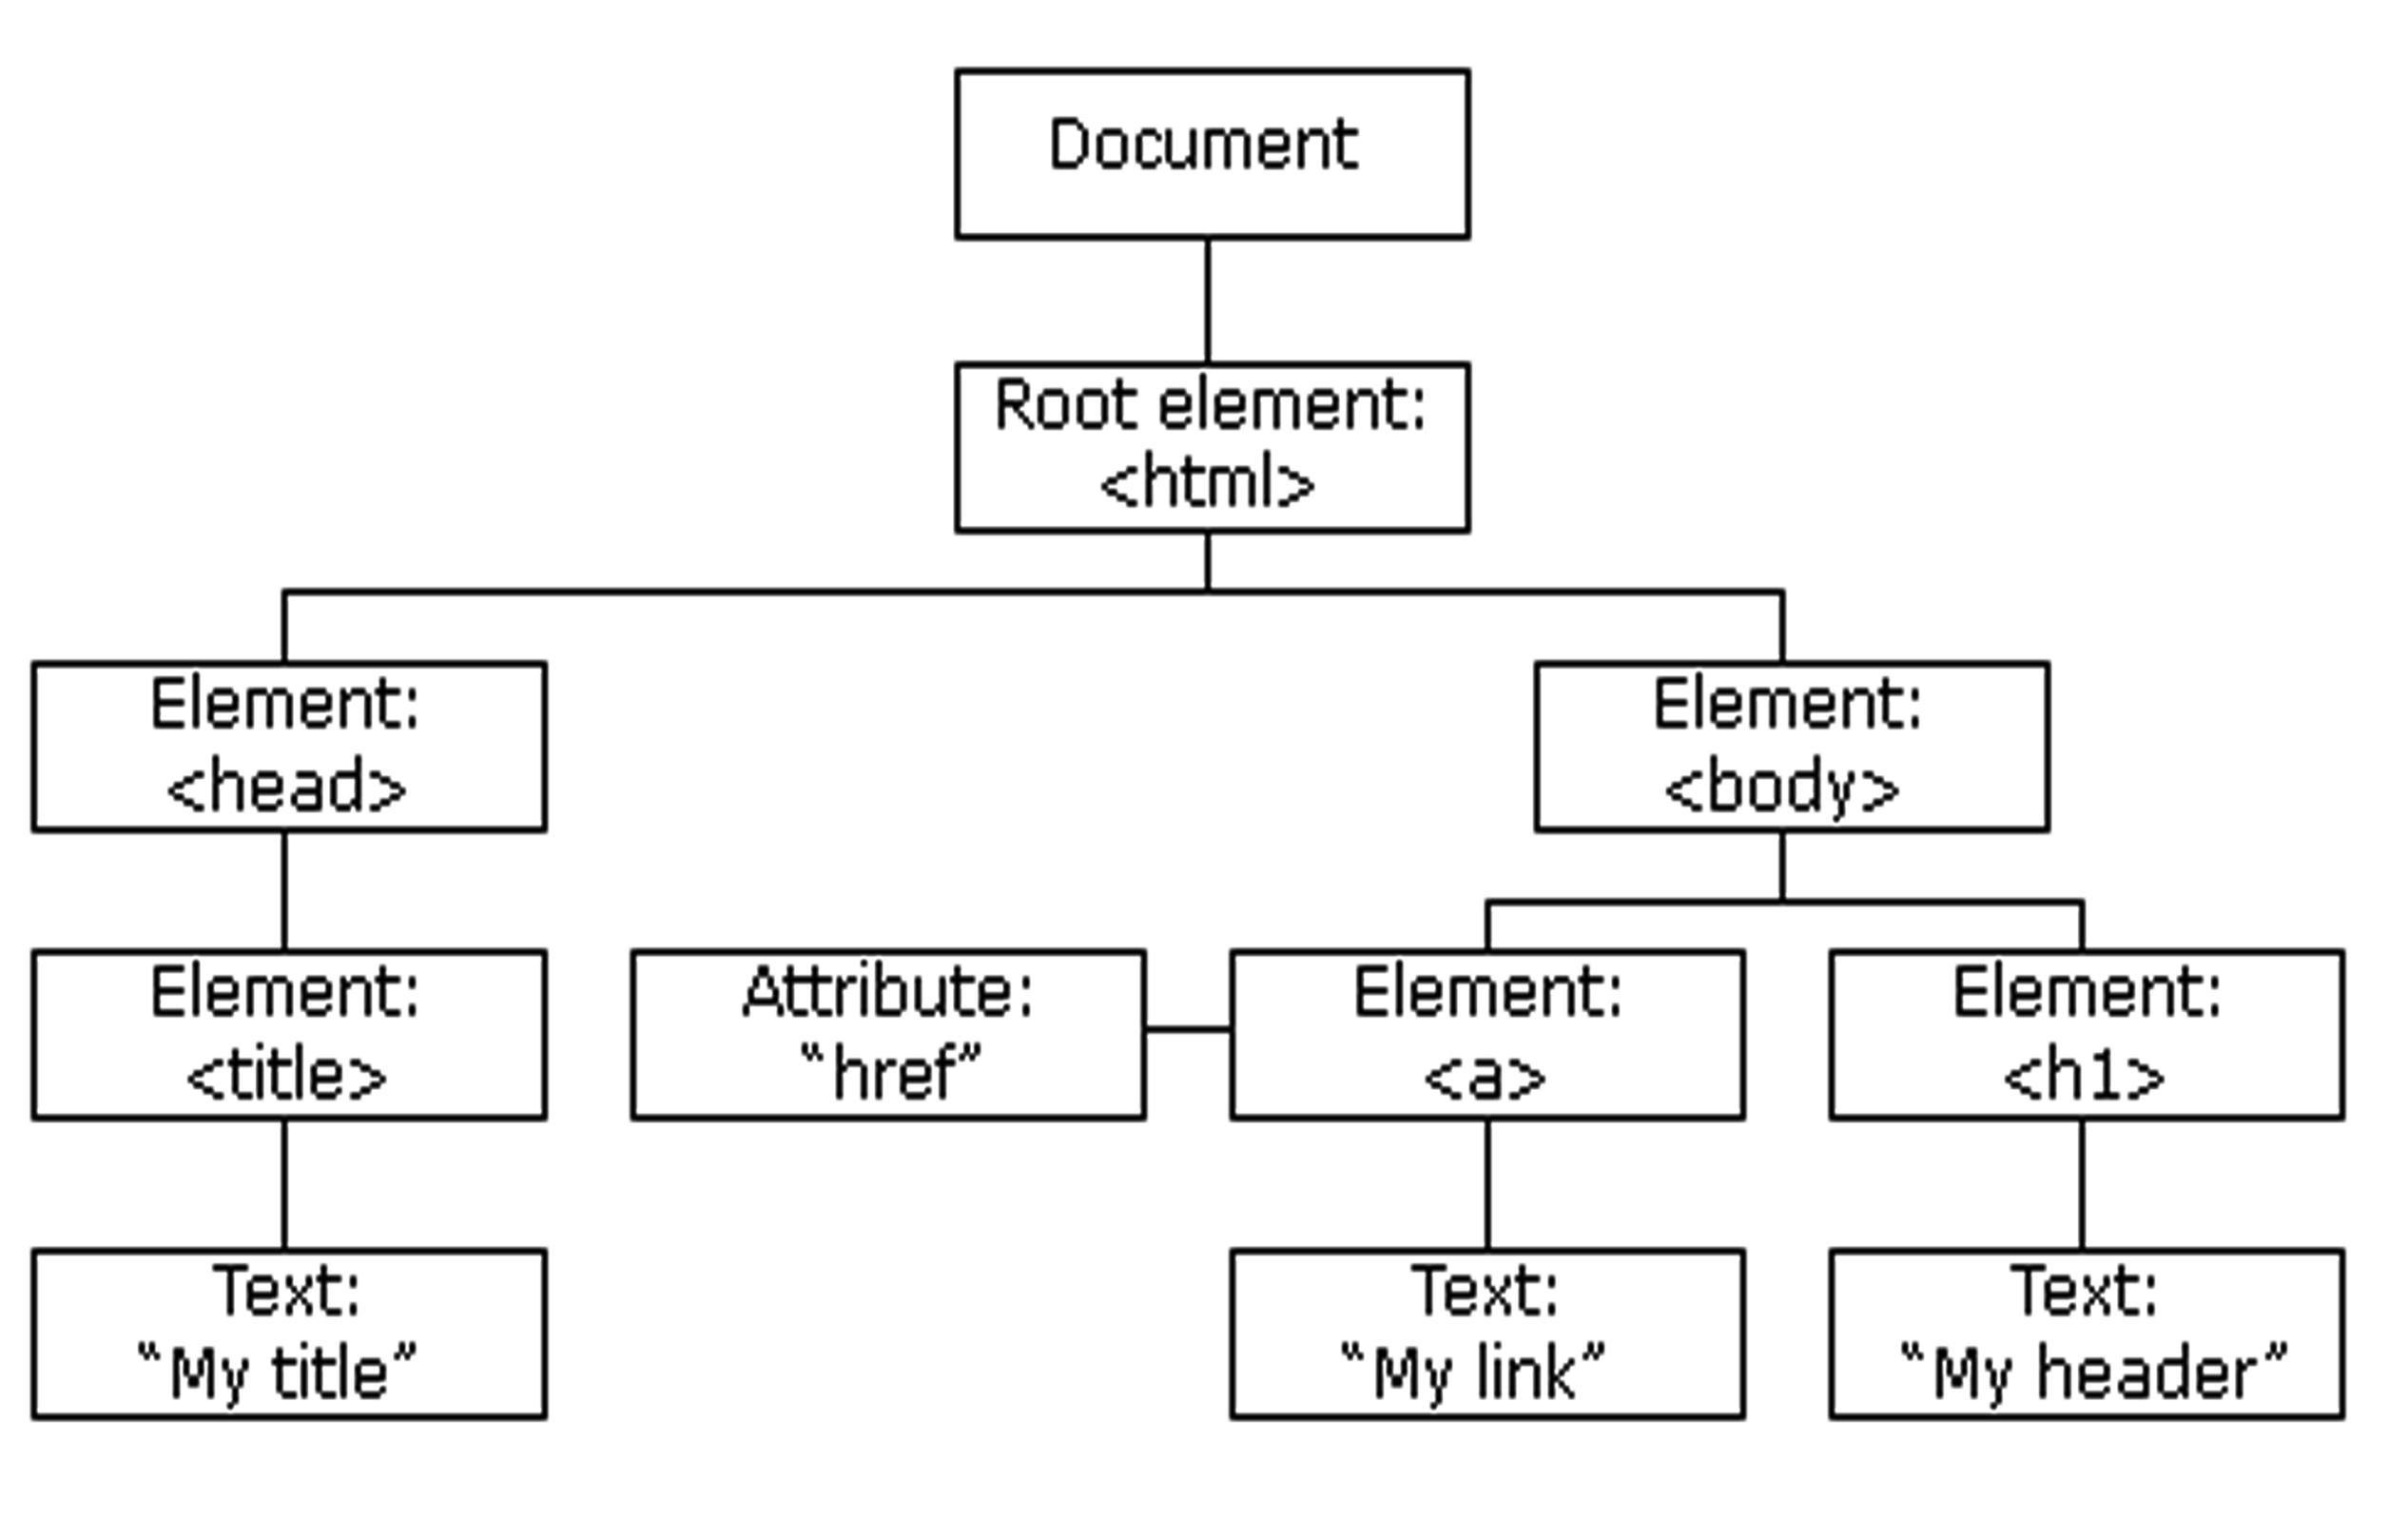 Document
Root element:
<html>
Element:
<head>
Element:
<body>
Element:
<title>
Attribute:
“href”
Element:
<a>
Element:
<h1>
Text:
“My title”
Text:
“My link”
Text:
“My header”